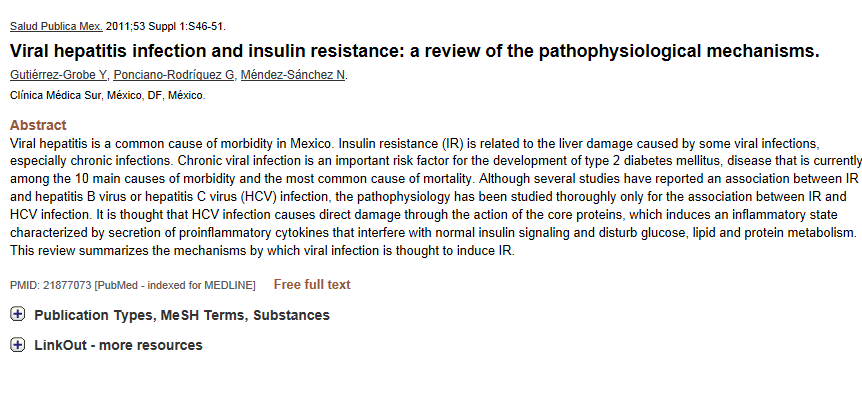 Salud Publica Mex. 2011;53 Suppl 1:S46-51.
Viral hepatitis infection and insulin resistance: a review of the pathophysiological mechanisms.
Gutiérrez-Grobe Y, Ponciano-Rodríguez G, Méndez-Sánchez N.
Clínica Médica Sur, México, DF, México.
Abstract
Viral hepatitis is a common cause of morbidity in Mexico. Insulin resistance (IR) is related to the liver damage caused by some viral infections,
especially chronic infections. Chronic viral infection is an important risk factor for the development of type 2 diabetes mellitus, disease that is currently
among the 10 main causes of morbidity and the most common cause of mortality. Although several studies have reported an association between IR
and hepatitis B virus or hepatitis C virus (HCV) infection, the pathophysiology has been studied thoroughly only for the association between IR and
HCV infection. It is thought that HCV infection causes direct damage through the action of the core proteins, which induces an inflammatory state
characterized by secretion of proinflammatory cytokines that interfere with normal insulin signaling and disturb glucose, lipid and protein metabolism.
This review summarizes the mechanisms by which viral infection is thought to induce IR.
PMID: 21877073 [PubMed - indexed for MEDLINE] Free full text
Publication Types, MeSH Terms, Substances
LinkOut - more resources